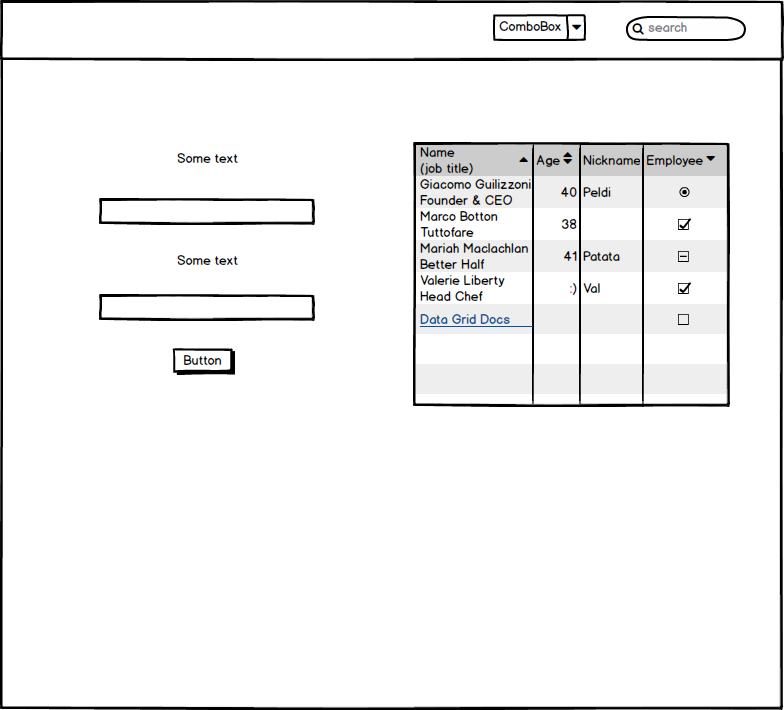 ComboBox
search
Some text
Some text
Button
Name
(job title)
Age
Nickname
Employee
Giacomo Guilizzoni
Founder & CEO
40
Peldi
Marco Botton
Tuttofare
38
Mariah Maclachlan
Better Half
41
Patata
Valerie Liberty
Head Chef
:)
Val
Data Grid Docs